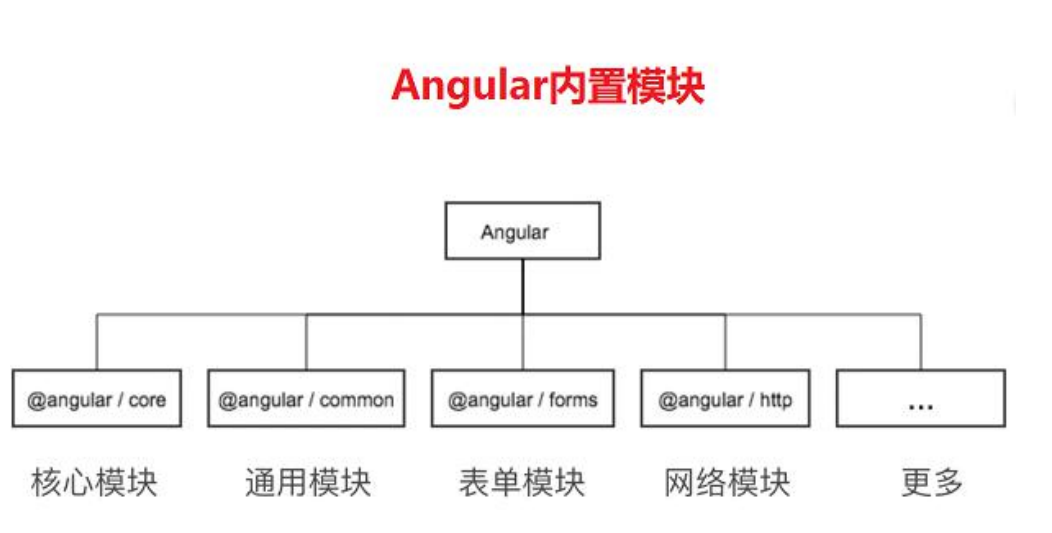 Angular内置模块
Angular
@angular / core
@angular / common
@angular / forms
@angular / http
...
核心模块
通用模块
表单模块
网络模块
更多